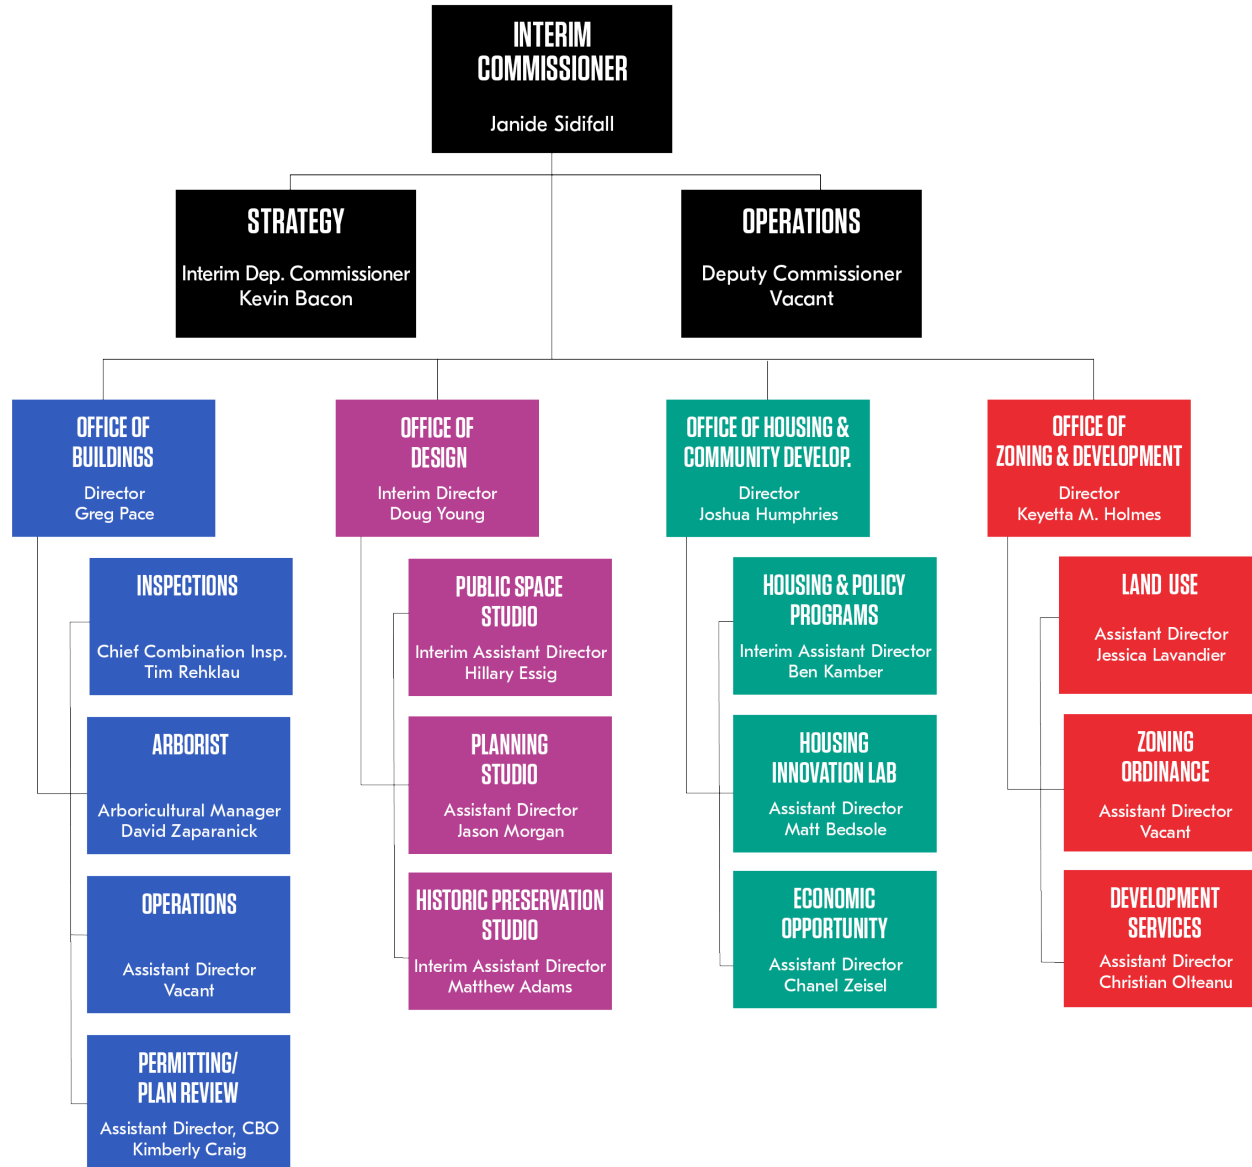 INTERIM
COMMISSIONER
Janide Sidifall
STRATEGY
Interim Dep. Commissioner
Kevin Bacon
OPERATIONS
Deputy Commissioner
Vacant
OFFICE OF
BUILDINGS
Director
Greg Pace
INSPECTIONS
Chief Combination Insp.
Tim Rehklau
ARBORIST
Arboricultural Manager
David Zaparanick
OPERATIONS
Assistant Director
Vacant
PERMITTING/
PLAN REVIEW
Assistant Director, CBO
Kimberly Craig
OFFICE OF
DESIGN
Interim Director
Doug Young
PUBLIC SPACE
STUDIO
Interim Assistant Director
Hillary Essig
PLANNING
STUDIO
Assistant Director
Jason Morgan
HISTORIC PRESERVATION
STUDIO
Interim Assistant Director
Matthew Adams
OFFICE OF HOUSING &
COMMUNITY DEVELOP.
Director
Joshua Humphries
HOUSING & POLICY
PROGRAMS
Interim Assistant Director
Ben Kamber
HOUSING
INNOVATION LAB
Assistant Director
Matt Bedsole
ECONOMIC
OPPORTUNITY
Assistant Director
Chanel Zeisel
OFFICE OF
ZONING & DEVELOPMENT
Director
Keyetta M. Holmes
LAND USE
Assistant Director
Jessica Lavandier
ZONING
ORDINANCE
Assistant Director
Vacant
DEVELOPMENT
SERVICES
Assistant Director
Christian Olteanu